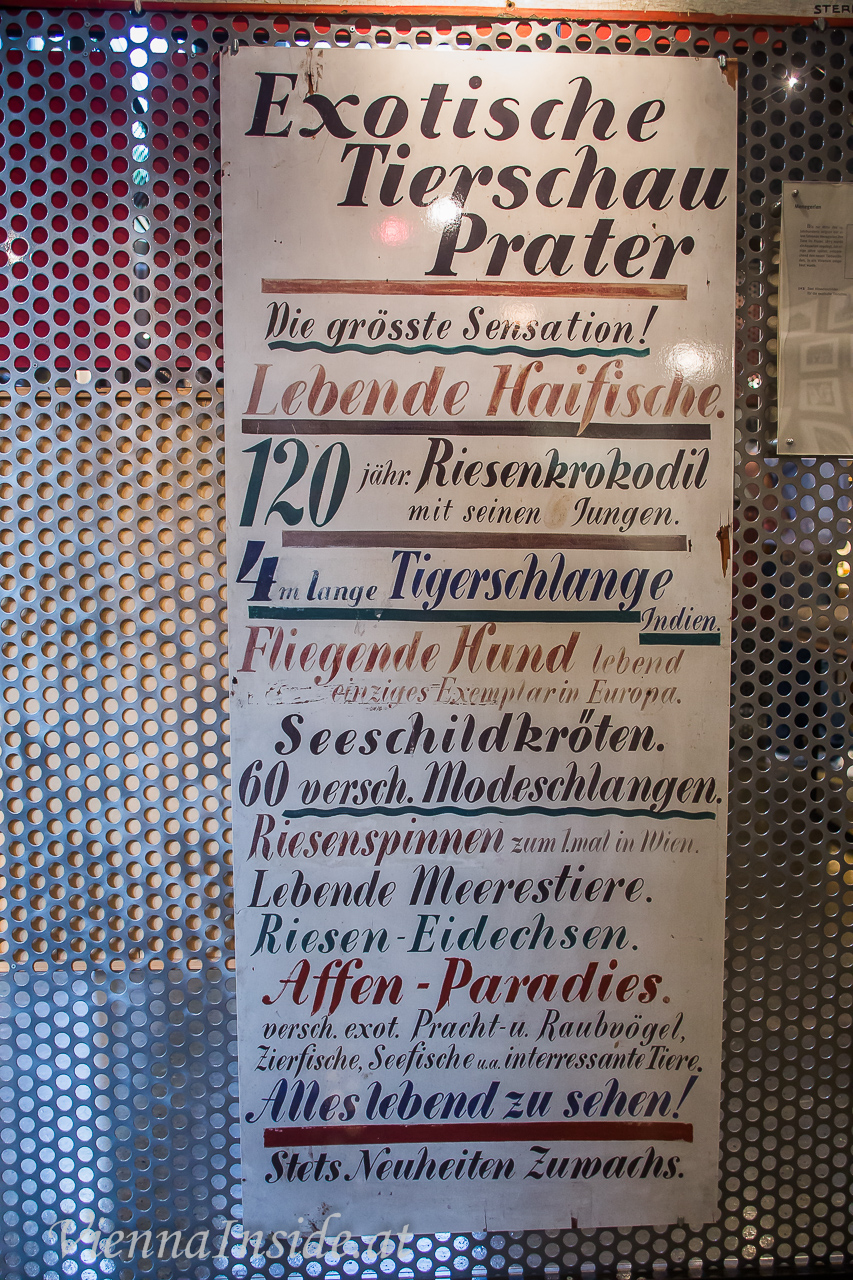 STER
Exotische
Tierschau
Prater
Die grösste Sensation!
Lebende Haifische.
120 jähr. Riesenkrokodil
mit seinen Jungen.
4 m lange Tigerschlange
Indien.
Fliegende Hund lebend
einziges Exemplar in Europa.
Seeschildkröten.
60 versch. Modeschlangen.
Riesenspinnen zum 1.mal in Wien.
Lebende Meerestiere.
Riesen-Eidechsen.
Affen-Paradies.
versch. exot. Pracht-u. Raubvögel,
Zierfische, Seefische u.a. interressante Tiere.
Alles lebend zu sehen!
Stets Neuheiten Zuwachs.
ViennaInside.at